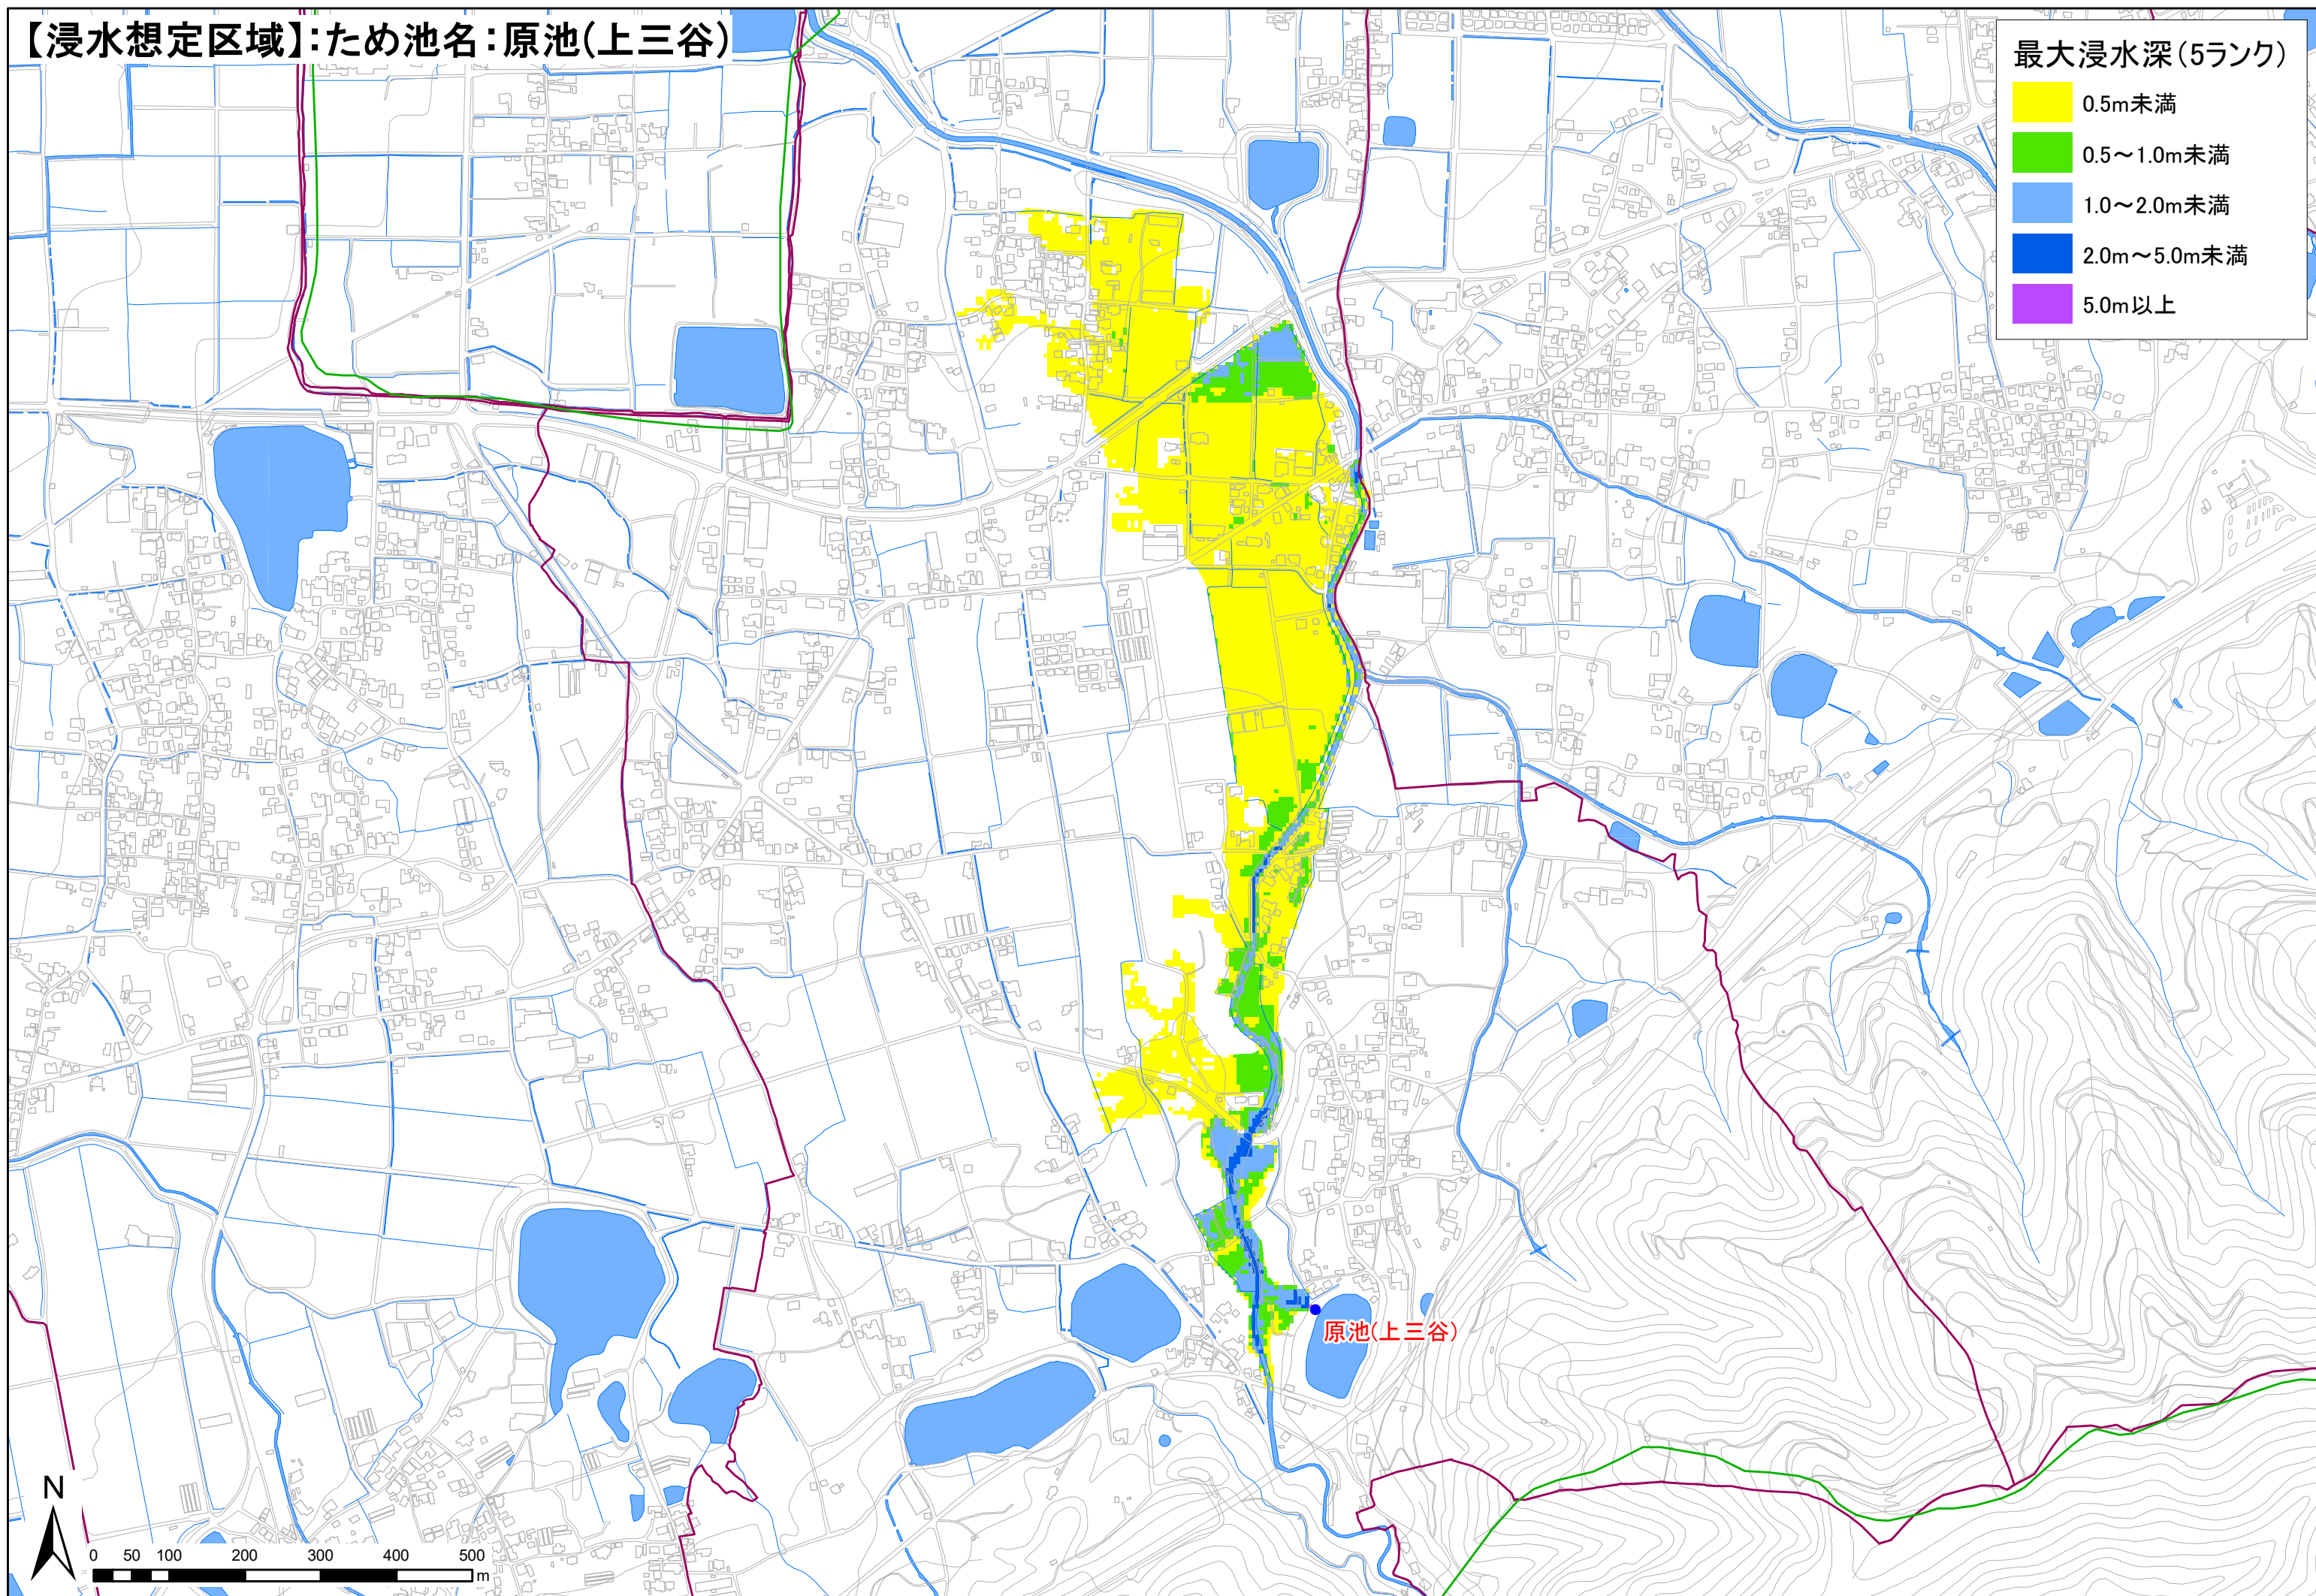 【浸水想定区域】:ため池名:原池(上三谷)
最大浸水深(5ランク)
0.5m未満
0.5～1.0m未満
1.0～2.0m未満
2.0m～5.0m未満
5.0m以上
原池(上三谷)
N
0 50 100 200 300 400 500
m